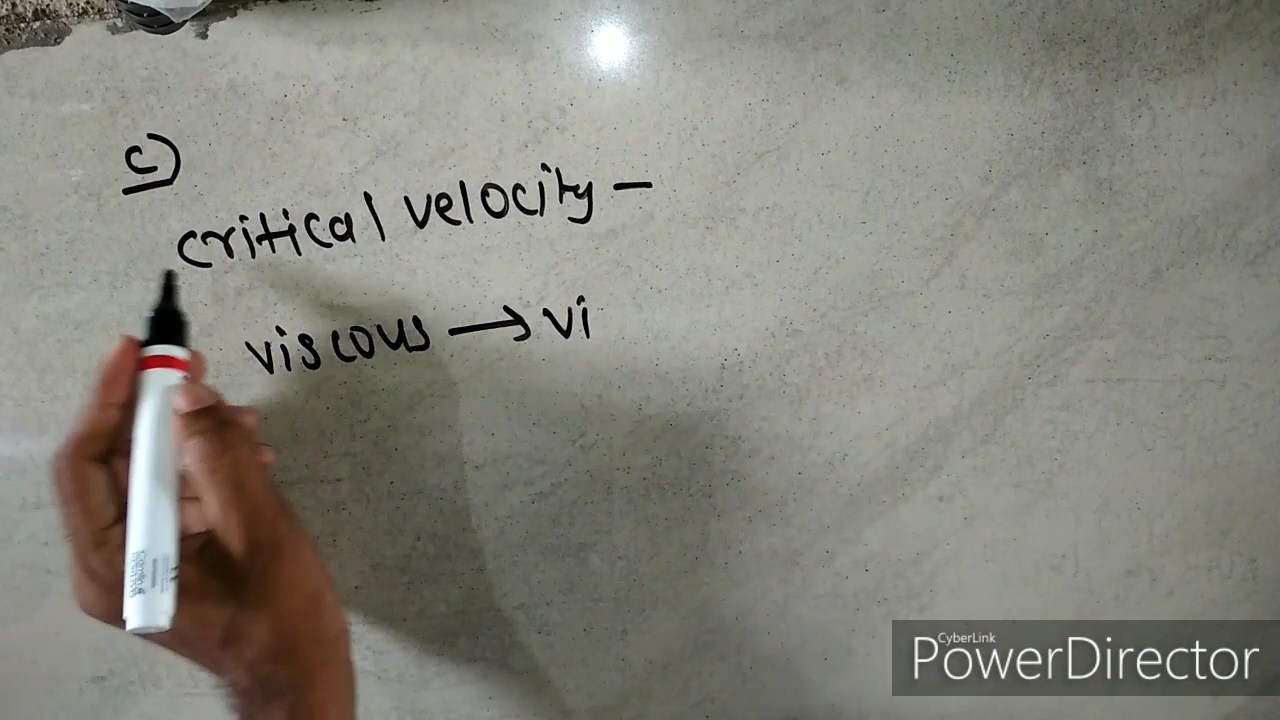 c)
critical velocity –
viscous → vi
CyberLink
PowerDirector